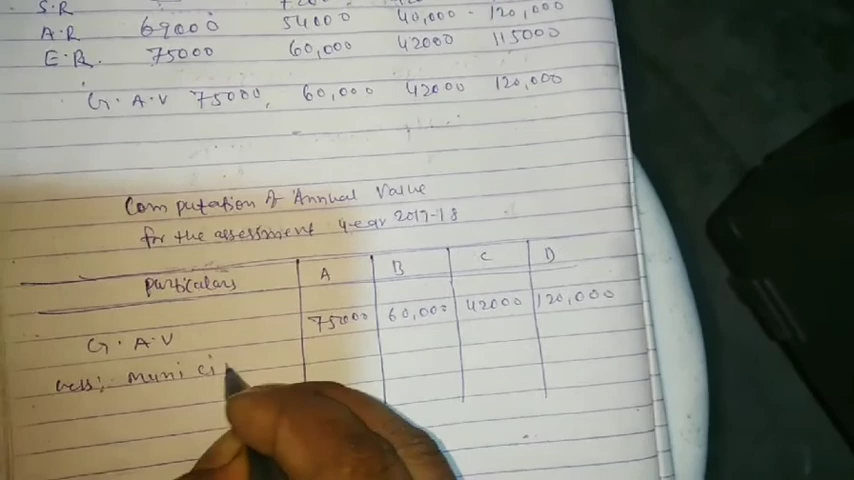 S.R 40,000 - 120,000
A.R 69000 54000
E.R. 75000 60,000 42000 115000
G.A.V 75000, 60,000 42000 120,000
Computation of Annual Value
for the assessment year 2017-18
particulars A B C D
G.A.V 75000 60,000 42000 120,000
Less; Munici